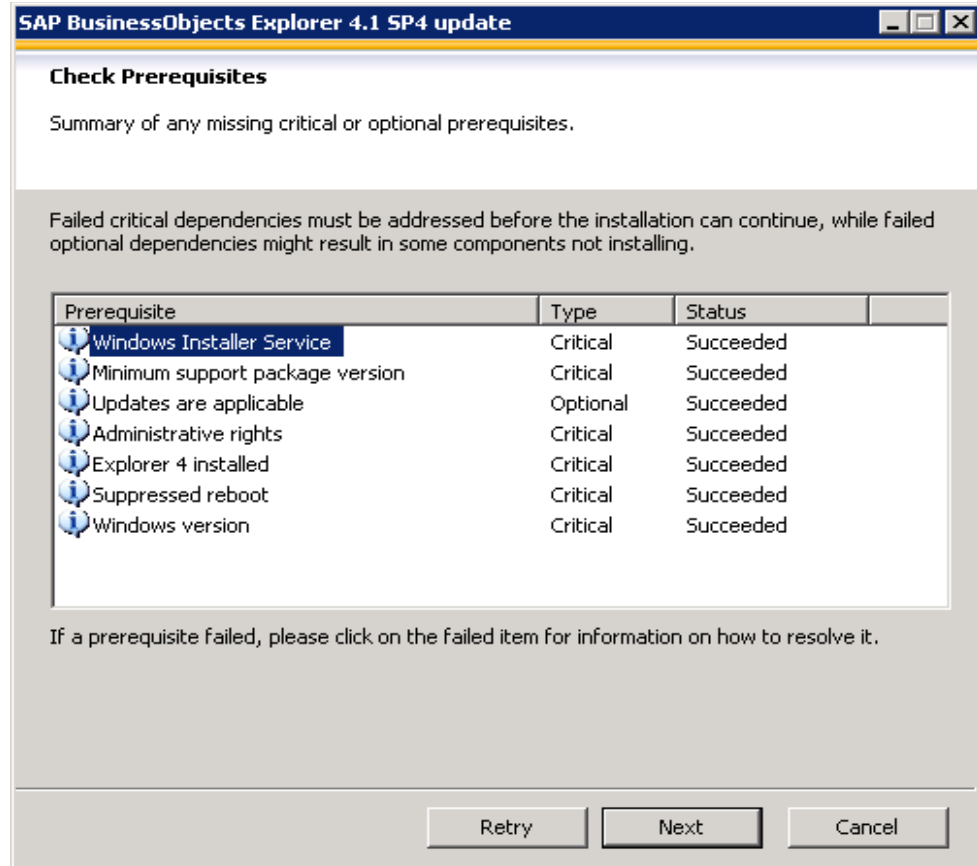 SAP BusinessObjects Explorer 4.1 SP4 update
Check Prerequisites
Summary of any missing critical or optional prerequisites.
Failed critical dependencies must be addressed before the installation can continue, while failed
optional dependencies might result in some components not installing.
Prerequisite Type Status
Windows Installer Service Critical Succeeded
Minimum support package version Critical Succeeded
Updates are applicable Optional Succeeded
Administrative rights Critical Succeeded
Explorer 4 installed Critical Succeeded
Suppressed reboot Critical Succeeded
Windows version Critical Succeeded
If a prerequisite failed, please click on the failed item for information on how to resolve it.
Retry Next Cancel